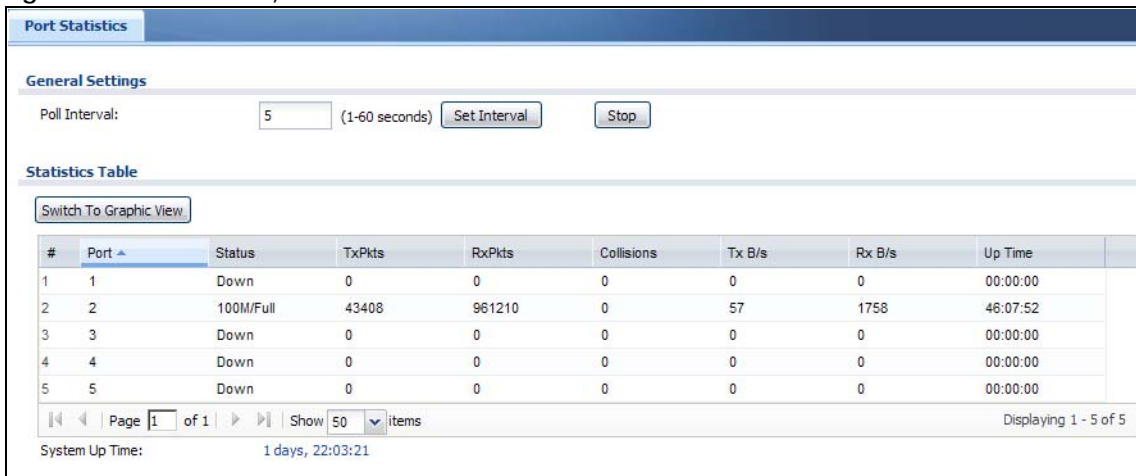 Port Statistics
General Settings
Poll Interval: 5 (1-60 seconds) Set Interval Stop
Statistics Table
Switch To Graphic View
# Port Status TxPkts RxPkts Collisions Tx B/s Rx B/s Up Time
1 1 Down 0 0 0 0 0 00:00:00
2 2 100M/Full 43408 961210 0 57 1758 46:07:52
3 3 Down 0 0 0 0 0 00:00:00
4 4 Down 0 0 0 0 0 00:00:00
5 5 Down 0 0 0 0 0 00:00:00
Page 1 of 1 Show 50 items Displaying 1 - 5 of 5
System Up Time: 1 days, 22:03:21